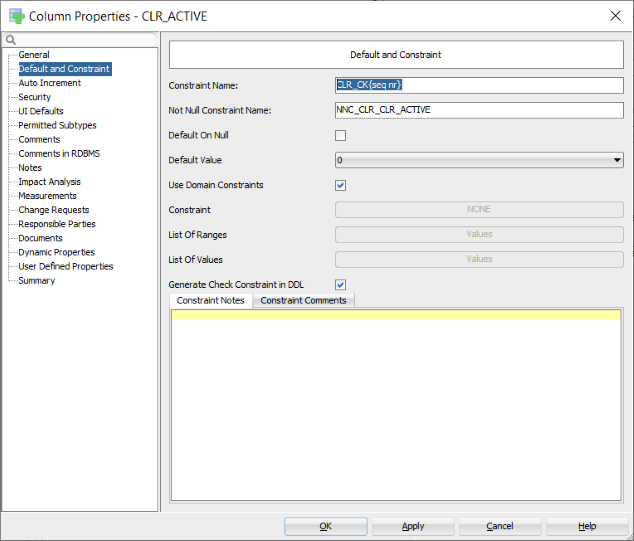 Column Properties - CLR_ACTIVE
General
Default and Constraint
Auto Increment
Security
UI Defaults
Permitted Subtypes
Comments
Comments in RDBMS
Notes
Impact Analysis
Measurements
Change Requests
Responsible Parties
Documents
Dynamic Properties
User Defined Properties
Summary
Default and Constraint
Constraint Name: CLR_CK{seq nr}
Not Null Constraint Name: NNC_CLR_CLR_ACTIVE
Default On Null
Default Value 0
Use Domain Constraints
Constraint NONE
List Of Ranges Values
List Of Values Values
Generate Check Constraint in DDL
Constraint Notes Constraint Comments
OK Apply Cancel Help